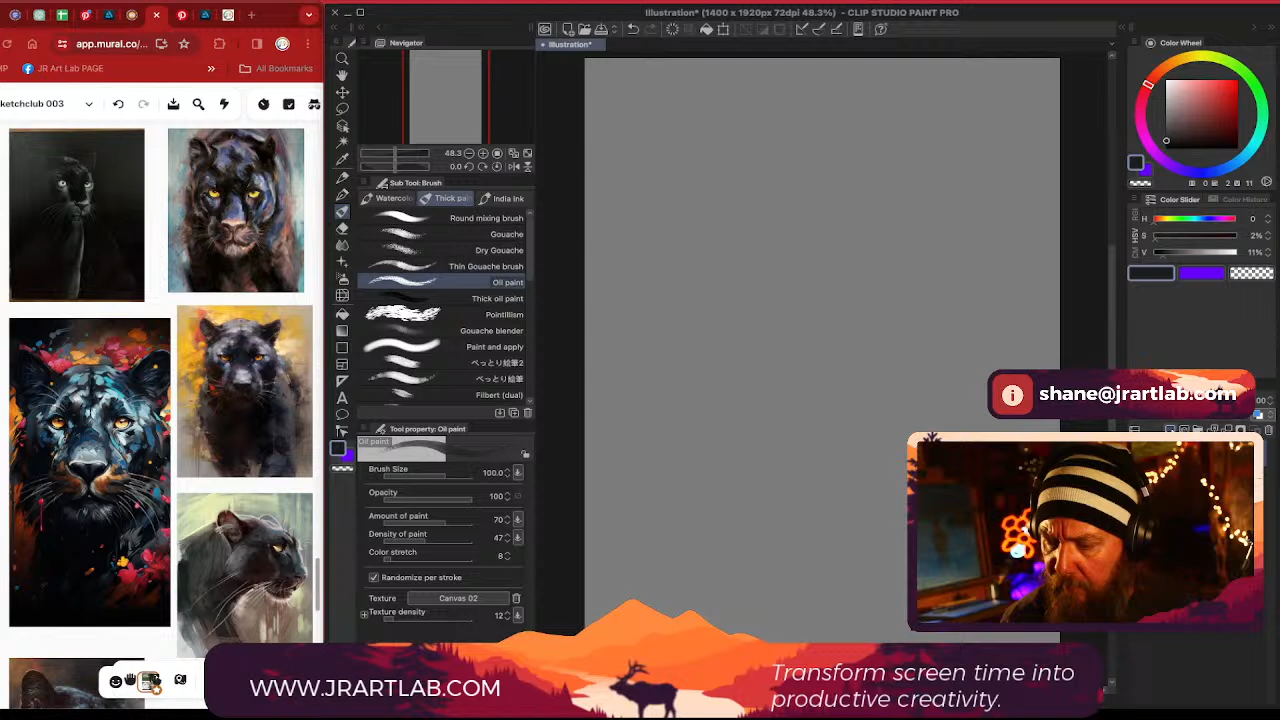 Illustration* (1400 x 1920px 72dpi 48.3%) - CLIP STUDIO PAINT PRO
app.mural.co/...
JR Art Lab PAGE
All Bookmarks
ketchclub 003
Navigator
Illustration*
48.3
0.0
Sub Tool: Brush
Watercolo
Thick pai
India ink
Round mixing brush
Gouache
Dry Gouache
Thin Gouache brush
Oil paint
Thick oil paint
Pointillism
Gouache blender
Paint and apply
べっとり絵筆2
べっとり絵筆
Filbert (dual)
Tool property: Oil paint
Oil paint
Brush Size 100.0
Opacity 100
Amount of paint 70
Density of paint 47
Color stretch 8
Randomize per stroke
Texture Canvas 02
Texture density 12
Color Wheel
0 2 11
Color Slider
Color History
H 0
S 2%
V 11%
shane@jrartlab.com
WWW.JRARTLAB.COM
Transform screen time into
productive creativity.